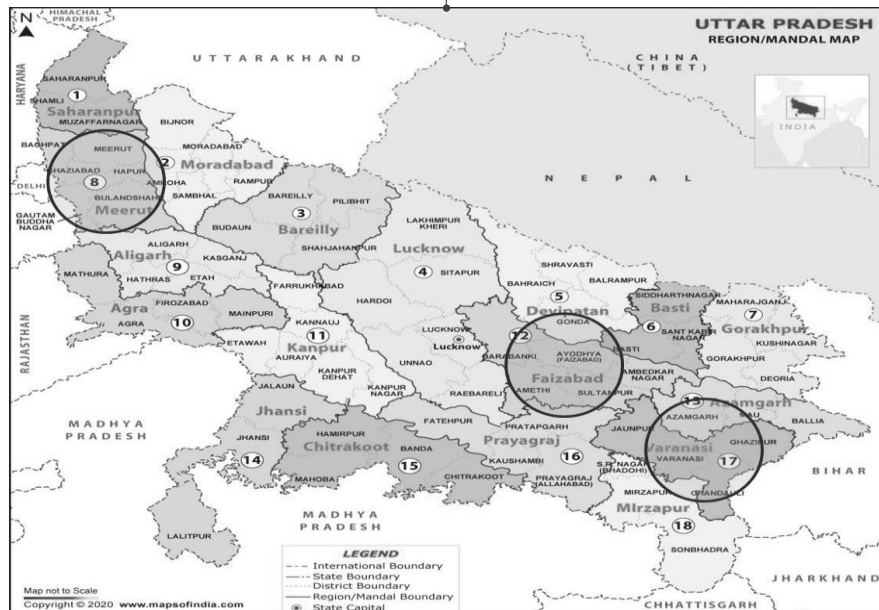 HIMACHAL
PRADESH
N
UTTAR PRADESH
REGION/MANDAL MAP
UTTARAKHAND
CHINA
(TIBET)
INDIA
HARYANA
SAHARANPUR
1
SHAMLI
Saharanpur
MUZAFFARNAGAR
BIJNOR
BAGHPAT
MEERUT
MORADABAD
2
Moradabad
GHAZIABAD
HAPUR
8
AMROHA
RAMPUR
DELHI
SAMBHAL
BULANDSHAH
Meerut
GAUTAM
BUDDHA
NAGAR
NEPAL
BAREILLY
PILIBHIT
3
BUDAUN
Bareilly
SHAHJAHANPUR
LAKHIMPUR
KHERI
Lucknow
4
SITAPUR
HARDOI
ALIGARH
Aligarh
KASGANJ
9
HATHRAS
ETAH
MATHURA
FARRUKHABAD
SHRAVASTI
BAHRAICH
BALRAMPUR
5
Devipatan
GONDA
SIDDHARTHNAGAR
Basti
MAHARAJGANJ
7
6
SANT KABIR
NAGAR
Gorakhpur
KUSHINAGAR
BASTI
GORAKHPUR
DEORIA
RAJASTHAN
Agra
FIROZABAD
AGRA
10
MAINPURI
KANNAUJ
ETAWAH
11
Kanpur
AURAIYA
KANPUR
DEHAT
KANPUR
NAGAR
LUCKNOW
Lucknow
UNNAO
RAEBARELI
12
BARABANKI
AYODHYA
(FAIZABAD)
Faizabad
AMETHI
SULTANPUR
AMBEDKAR
NAGAR
13
Azamgarh
AZAMGARH
MAU
BALLIA
MADHYA
PRADESH
JALAUN
Jhansi
JHANSI
14
HAMIRPUR
Chitrakoot
MAHOBA
BANDA
15
CHITRAKOOT
FATEHPUR
PRATAPGARH
Prayagraj
KAUSHAMBI
16
PRAYAGRAJ
(ALLAHABAD)
JAUNPUR
GHAZIPUR
Varanasi
VARANASI
17
S.R. NAGAR
(BHADOHI)
CHANDAULI
MIRZAPUR
MIrzapur
18
SONBHADRA
BIHAR
LALITPUR
MADHYA
PRADESH
JHARKHAND
CHHATTISGARH
LEGEND
International Boundary
State Boundary
District Boundary
Region/Mandal Boundary
State Capital
Map not to Scale
Copyright © 2020 www.mapsofindia.com